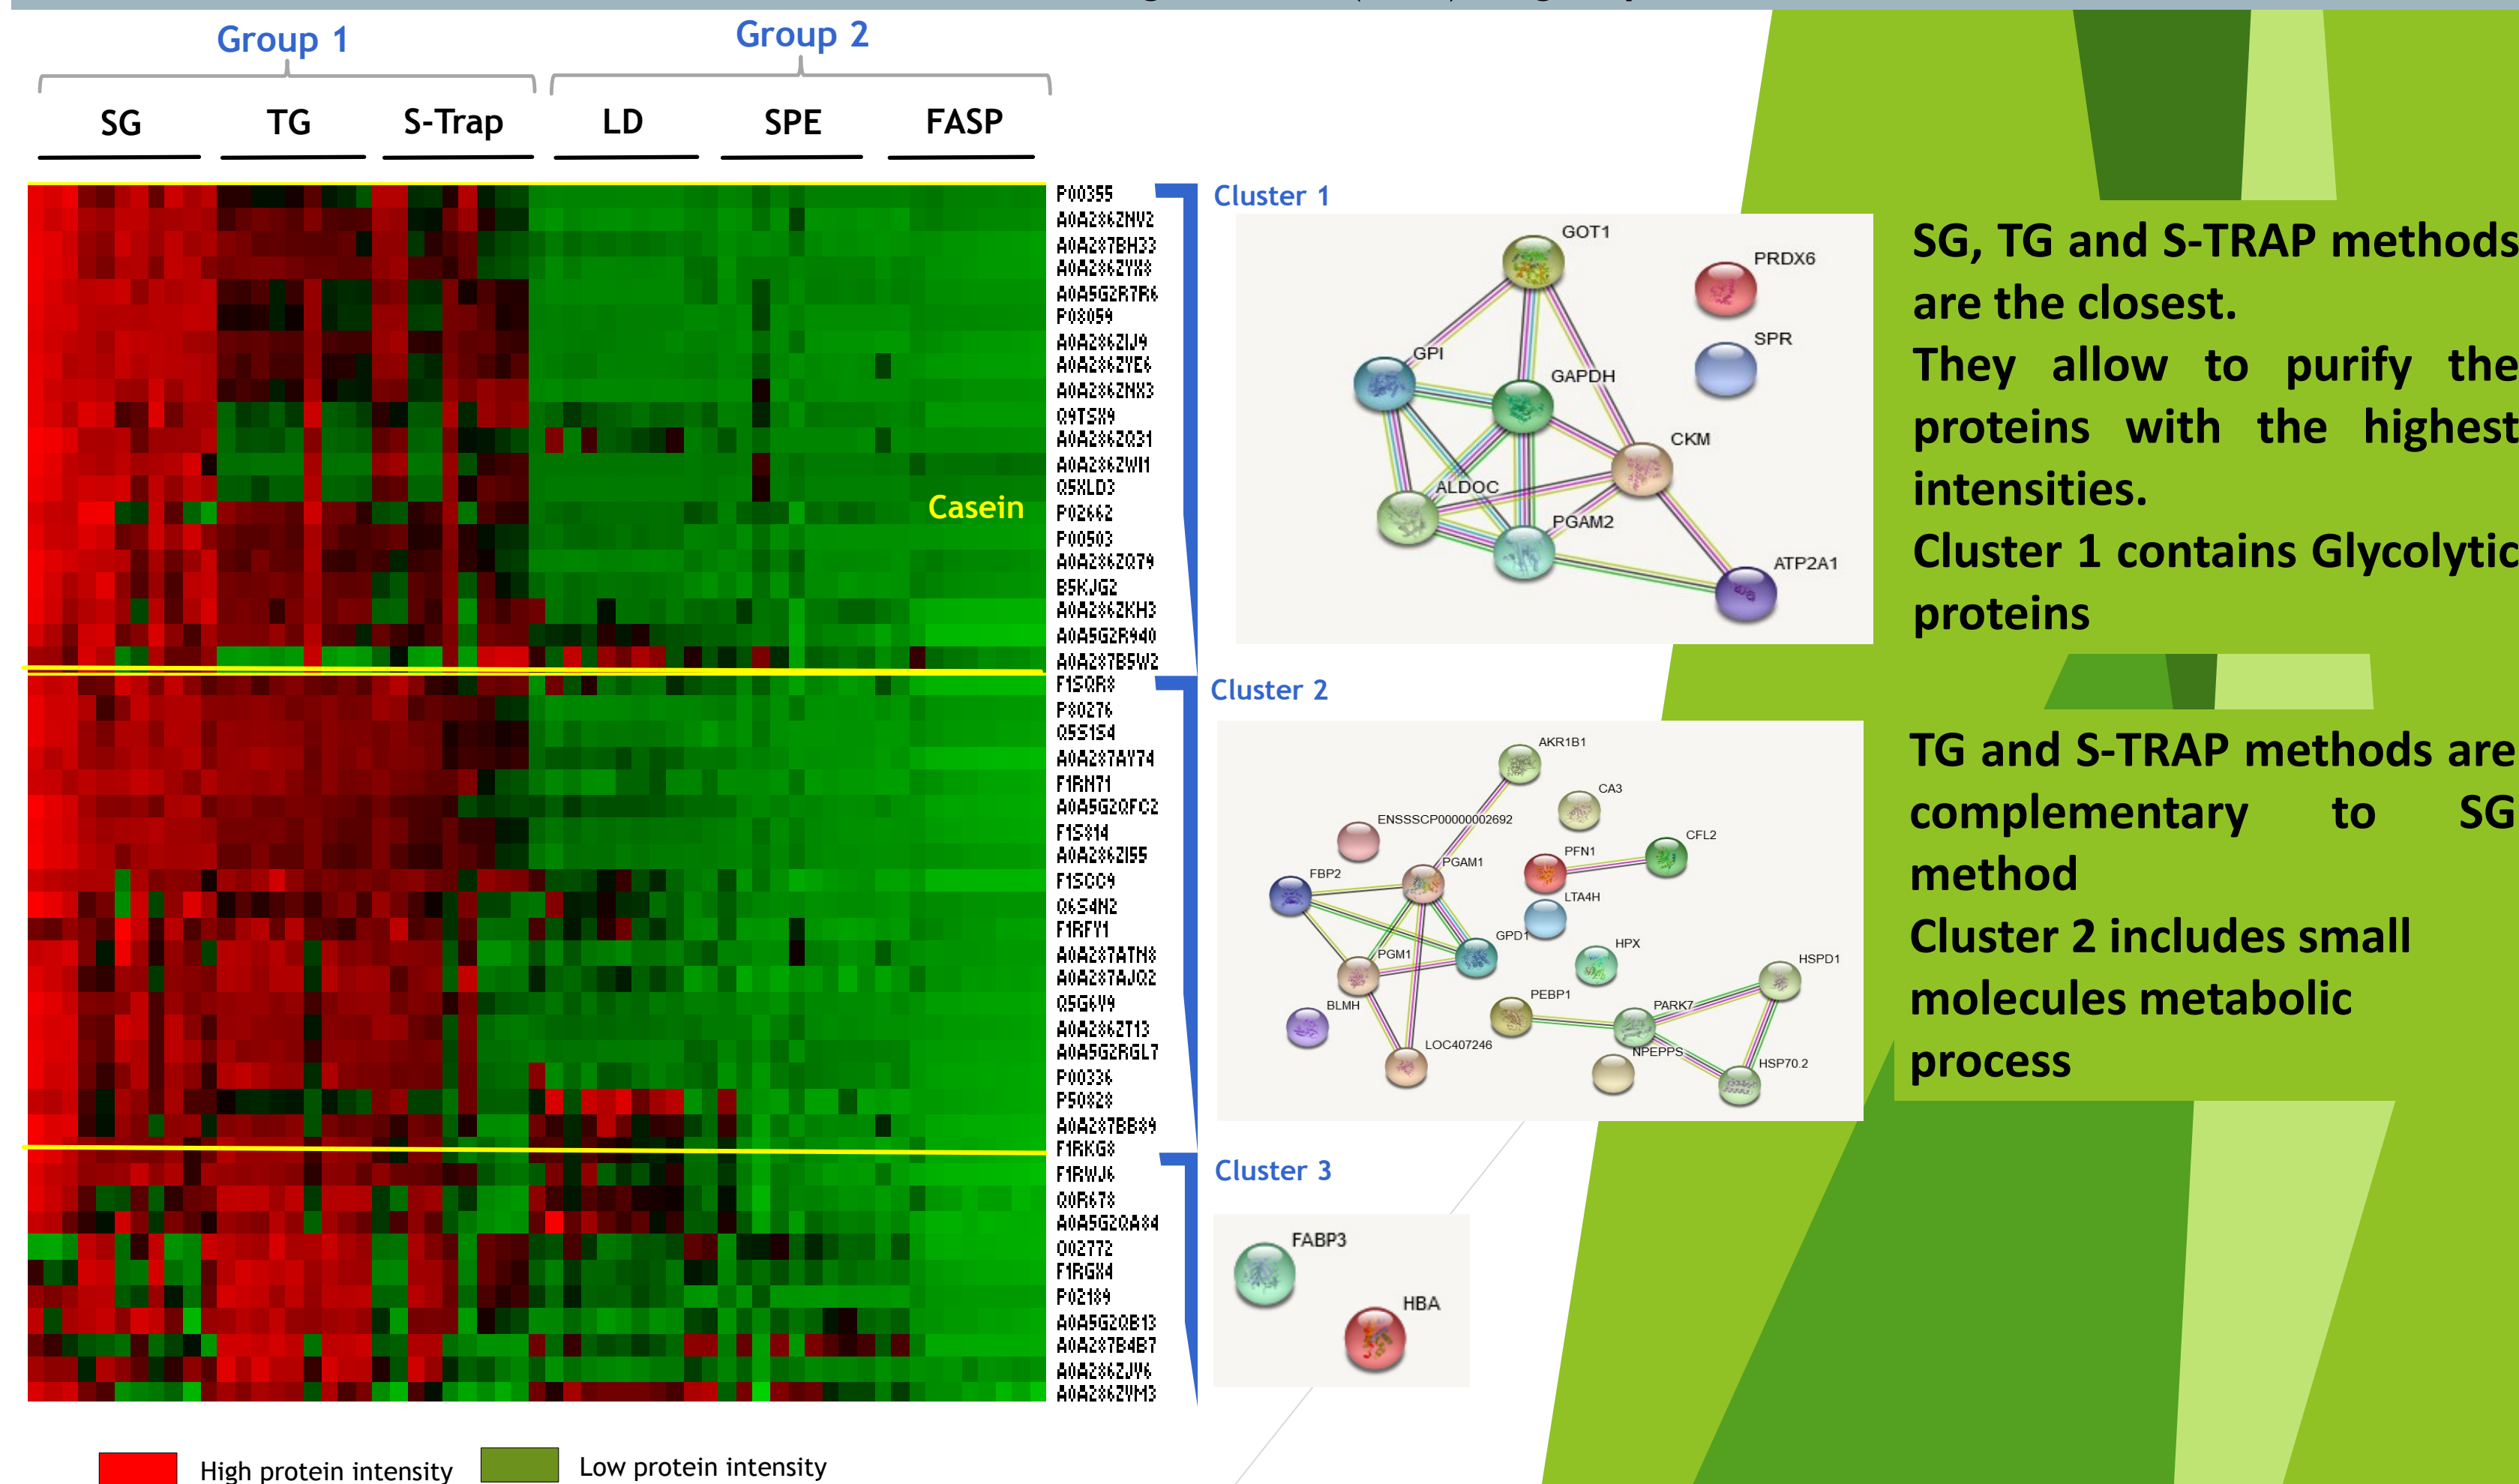 Group 1
Group 2
SG
TG
S-Trap
LD
SPE
FASP
P00355
A0A286ZNV2
A0A287BH33
A0A286ZYX8
A0A5G2R7R6
P08059
A0A286ZIJ9
A0A286ZYE6
A0A286ZNX3
Q9TSX9
A0A286ZQ31
A0A286ZWI1
Q5XLD3
P02662
P00503
A0A286ZQ79
B5KJG2
A0A286ZKH3
A0A5G2R940
A0A287B5W2
F1SQR8
P80276
Q5S1S4
A0A287AY74
F1RN71
A0A5G2QFC2
F1S814
A0A286ZI55
F1SCC9
Q6S4N2
F1RFY1
A0A287ATN8
A0A287AJQ2
Q5G6V9
A0A286ZT13
A0A5G2RGL7
P00336
P50828
A0A287BB89
F1RKG8
F1RWJ6
Q0R678
A0A5G2QA84
O02772
F1RGX4
P02189
A0A5G2QB13
A0A287B4B7
A0A286ZJV6
A0A286ZVM3
Casein
Cluster 1
GOT1
PRDX6
SPR
GPI
GAPDH
CKM
ALDOC
PGAM2
ATP2A1
Cluster 2
AKR1B1
CA3
ENSSSCP00000002692
CFL2
PFN1
PGAM1
FBP2
LTA4H
GPD1
HPX
PGM1
HSPD1
PEBP1
BLMH
PARK7
LOC407246
NPEPPS
HSP70.2
Cluster 3
FABP3
HBA
SG, TG and S-TRAP methods
are the closest.
They allow to purify the
proteins with the highest
intensities.
Cluster 1 contains Glycolytic
proteins
TG and S-TRAP methods are
complementary to SG
method
Cluster 2 includes small
molecules metabolic
process
High protein intensity
Low protein intensity